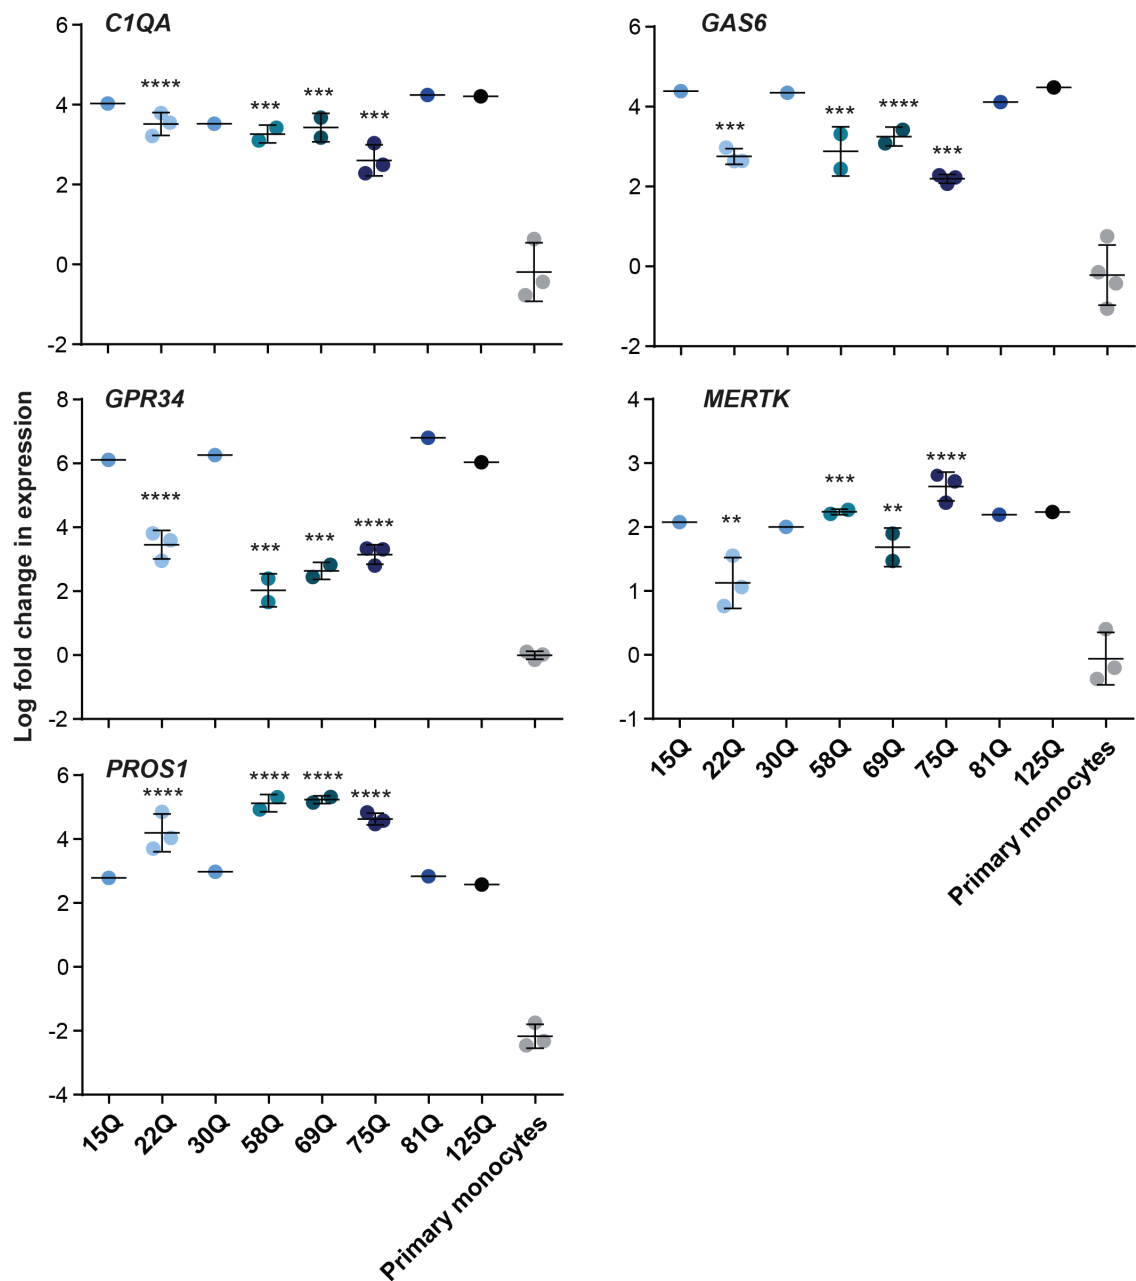 C1QA
6
4
2
0
-2
**** *** *** ***
GAS6
6
4
2
0
-2
*** *** **** ***
Log fold change in expression
GPR34
8
6
4
2
0
-2
**** *** *** ****
MERTK
4
3
2
1
0
-1
** *** ** ****
15Q 22Q 30Q 58Q 69Q 75Q 81Q 125Q Primary monocytes
PROS1
6
4
2
0
-2
-4
**** **** **** ****
15Q 22Q 30Q 58Q 69Q 75Q 81Q 125Q Primary monocytes